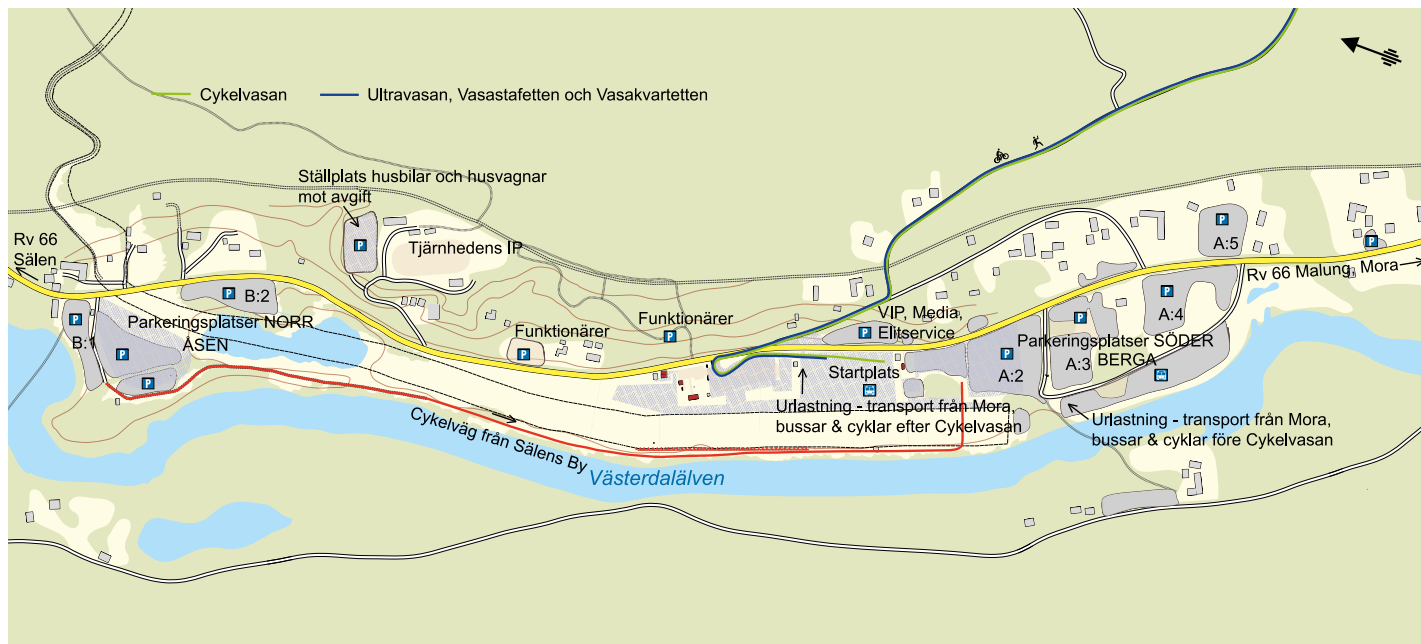 Cykelvasan
Ultravasan, Vasastafetten och Vasakvartetten
Ställplats husbilar och husvagnar
mot avgift
Rv 66
Sälen
Tjärnhedens IP
P
P
A:5
P
Rv 66 Malung, Mora
P
B:2
P
B:1
Parkeringsplatser NORR
ÅSEN
P
P
P
Funktionärer
P
Funktionärer
P
VIP, Media,
Elitservice
P
P
A:4
P
Parkeringsplatser SÖDER
BERGA
A:3
P
A:2
Startplats
Urlastning - transport från Mora,
bussar & cyklar efter Cykelvasan
Urlastning - transport från Mora,
bussar & cyklar före Cykelvasan
Cykelväg från Sälens By
Västerdalälven